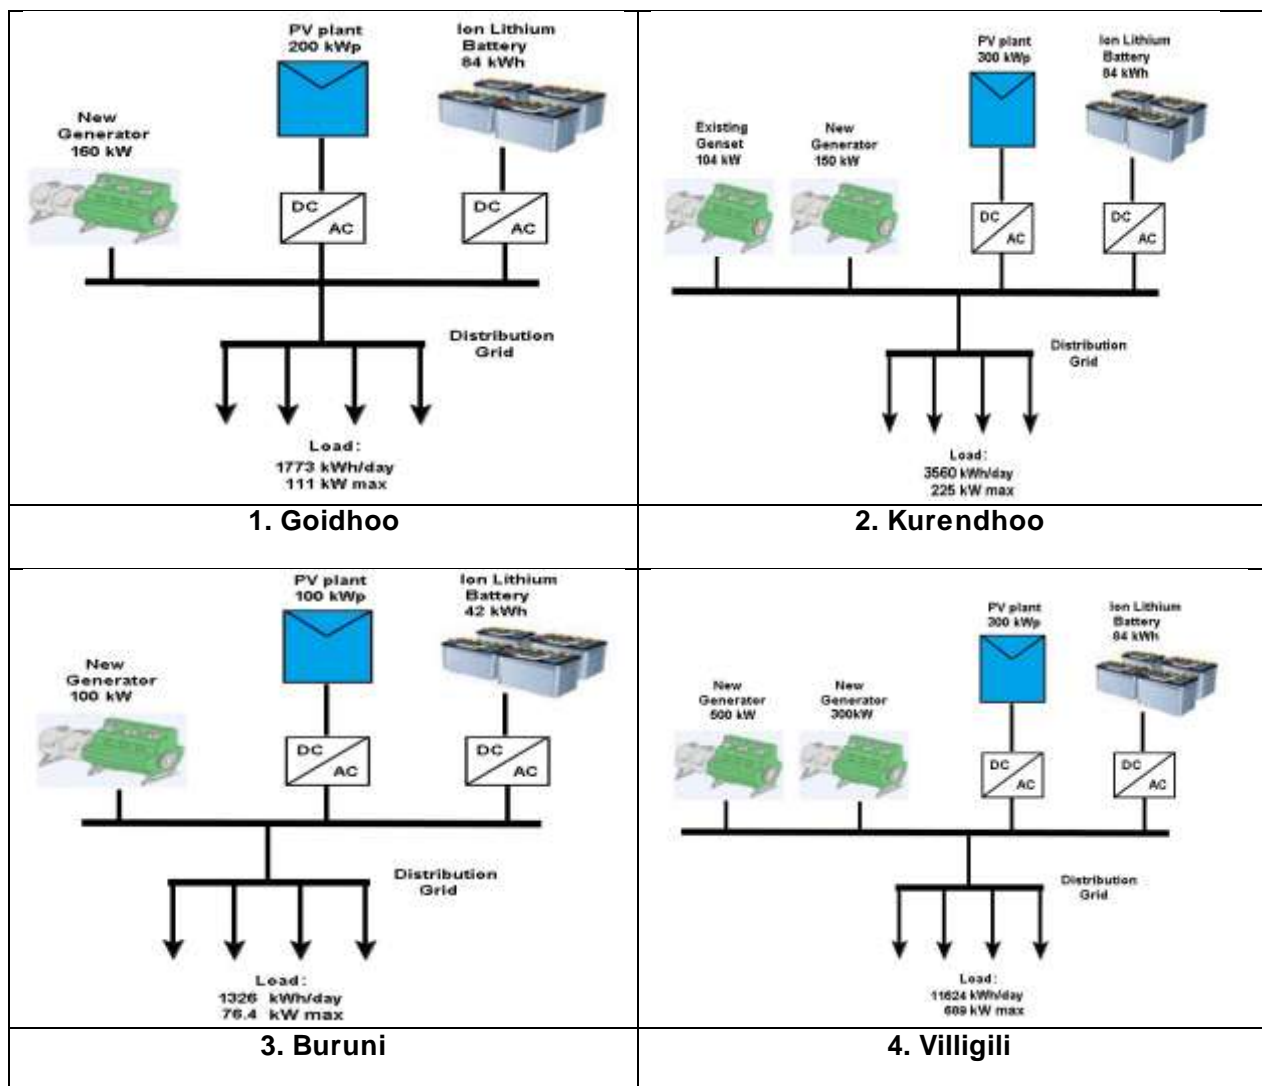 PV plant
200 kWp
Ion Lithium
Battery
84 kWh
New
Generator
160 kW
DC
AC
DC
AC
Distribution
Grid
Load:
1773 kWh/day
111 kW max
1. Goidhoo
PV plant
300 kWp
Ion Lithium
Battery
84 kWh
Existing
Genset
104 kW
New
Generator
150 kW
DC
AC
DC
AC
Distribution
Grid
Load:
3560 kWh/day
225 kW max
2. Kurendhoo
PV plant
100 kWp
Ion Lithium
Battery
42 kWh
New
Generator
100 kW
DC
AC
DC
AC
Distribution
Grid
Load:
1326 kWh/day
76.4 kW max
3. Buruni
PV plant
300 kWp
Ion Lithium
Battery
84 kWh
New
Generator
500 kW
New
Generator
300kW
DC
AC
DC
AC
Distribution
Grid
Load:
11624 kWh/day
689 kW max
4. Villigili